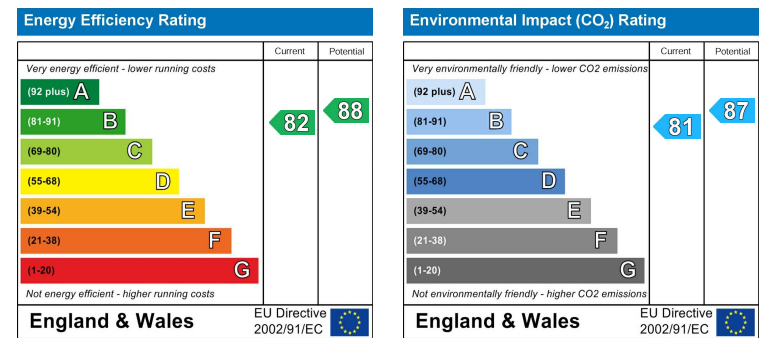 Energy Efficiency Rating
Current Potential
Very energy efficient - lower running costs
(92 plus) A
(81-91) B
(69-80) C
(55-68) D
(39-54) E
(21-38) F
(1-20) G
82
88
Not energy efficient - higher running costs
England & Wales
EU Directive
2002/91/EC
Environmental Impact (CO₂) Rating
Current Potential
Very environmentally friendly - lower CO2 emissions
(92 plus) A
(81-91) B
(69-80) C
(55-68) D
(39-54) E
(21-38) F
(1-20) G
81
87
Not environmentally friendly - higher CO2 emissions
England & Wales
EU Directive
2002/91/EC